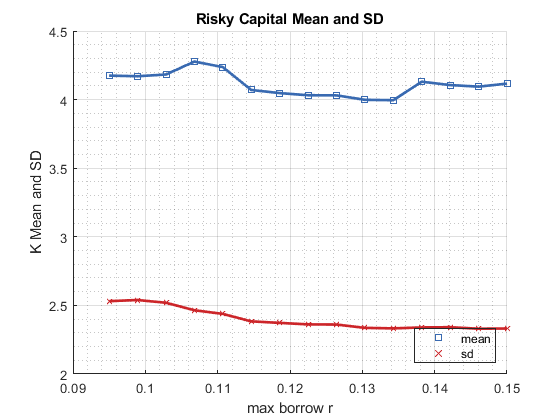 Risky Capital Mean and SD
4.5
4
3.5
3
2.5
2
K Mean and SD
mean
sd
0.09
0.1
0.11
0.12
0.13
0.14
0.15
max borrow r